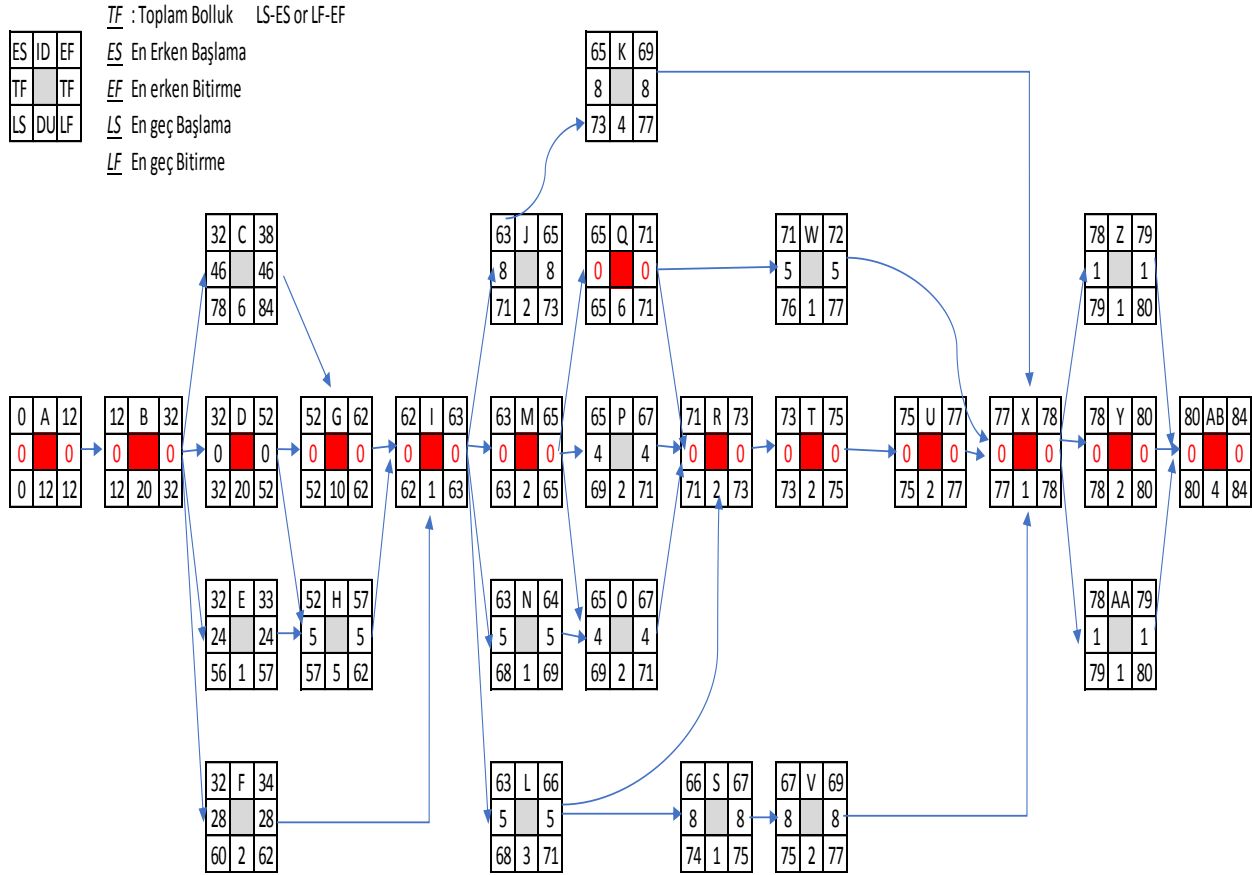 TF : Toplam Bolluk LS-ES or LF-EF
ES ID EF
ES En Erken Başlama
TF TF
EF En erken Bitirme
LS DU LF
LS En geç Başlama
LF En geç Bitirme
65 K 69
8 8
73 4 77
32 C 38
46 46
78 6 84
63 J 65
8 8
71 2 73
65 Q 71
0 0
65 6 71
71 W 72
5 5
76 1 77
78 Z 79
1 1
79 1 80
0 A 12
0 0
0 12 12
12 B 32
0 0
12 20 32
32 D 52
0 0
32 20 52
52 G 62
0 0
52 10 62
62 I 63
0 0
62 1 63
63 M 65
0 0
63 2 65
65 P 67
4 4
69 2 71
71 R 73
0 0
71 2 73
73 T 75
0 0
73 2 75
75 U 77
0 0
75 2 77
77 X 78
0 0
77 1 78
78 Y 80
0 0
78 2 80
80 AB 84
0 0
80 4 84
32 E 33
24 24
56 1 57
52 H 57
5 5
57 5 62
63 N 64
5 5
68 1 69
65 O 67
4 4
69 2 71
78 AA 79
1 1
79 1 80
32 F 34
28 28
60 2 62
63 L 66
5 5
68 3 71
66 S 67
8 8
74 1 75
67 V 69
8 8
75 2 77